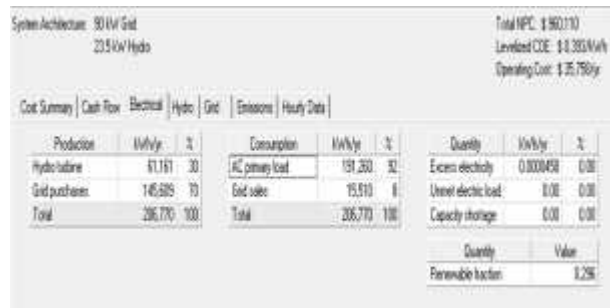 System Architecture: 90 kW Grid
23.5 kW Hydro
Total NPC: $ 960,110
Levelized COE: $ 0.393/kWh
Operating Cost: $ 35,758/yr
Cost Summary Cash Flow Electrical Hydro Grid Emissions Hourly Data
Production kWh/yr %
Hydro turbine 61,161 30
Grid purchases 145,609 70
Total 206,770 100
Consumption kWh/yr %
AC primary load 191,260 92
Grid sales 15,510 8
Total 206,770 100
Quantity kWh/yr %
Excess electricity 0.0000458 0.00
Unmet electric load 0.00 0.00
Capacity shortage 0.00 0.00
Quantity Value
Renewable fraction 0.296